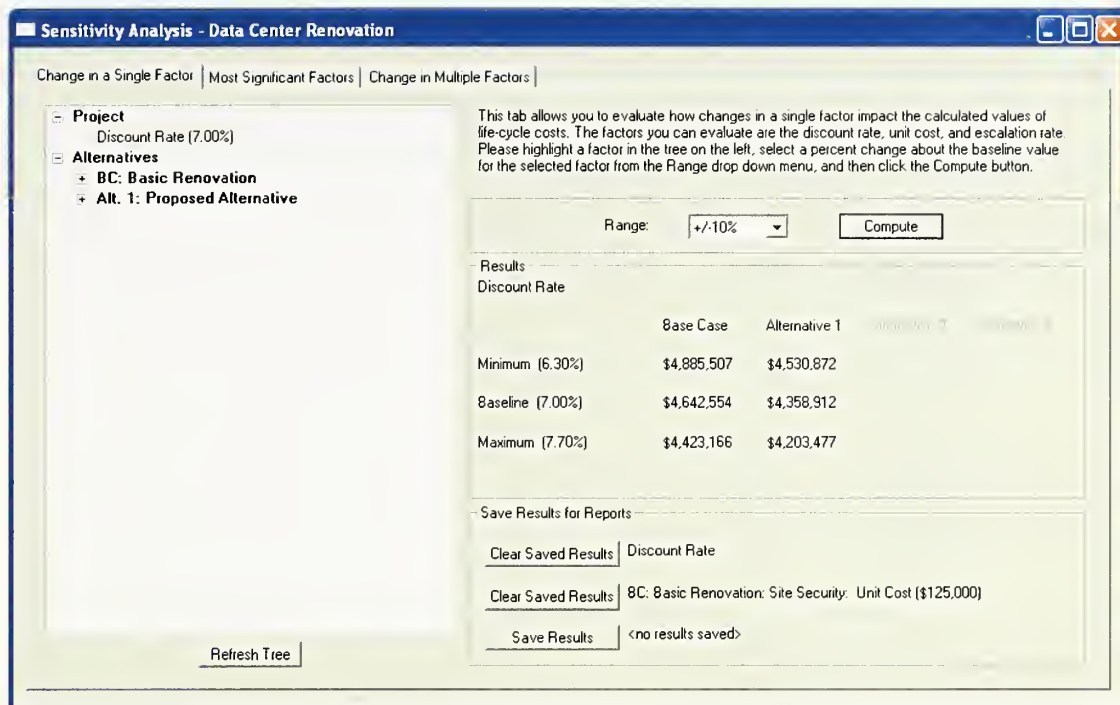 Sensitivity Analysis - Data Center Renovation
Change in a Single Factor Most Significant Factors Change in Multiple Factors
Project
Discount Rate (7.00%)
Alternatives
BC: Basic Renovation
Alt. 1: Proposed Alternative
Refresh Tree
This tab allows you to evaluate how changes in a single factor impact the calculated values of
life-cycle costs. The factors you can evaluate are the discount rate, unit cost, and escalation rate.
Please highlight a factor in the tree on the left, select a percent change about the baseline value
for the selected factor from the Range drop down menu, and then click the Compute button.
Range: +/-10% Compute
Results
Discount Rate
Base Case Alternative 1
Minimum (6.30%) $4,885,507 $4,530,872
Baseline (7.00%) $4,642,554 $4,358,912
Maximum (7.70%) $4,423,166 $4,203,477
Save Results for Reports
Clear Saved Results Discount Rate
Clear Saved Results BC: Basic Renovation: Site Security: Unit Cost ($125,000)
Save Results <no results saved>